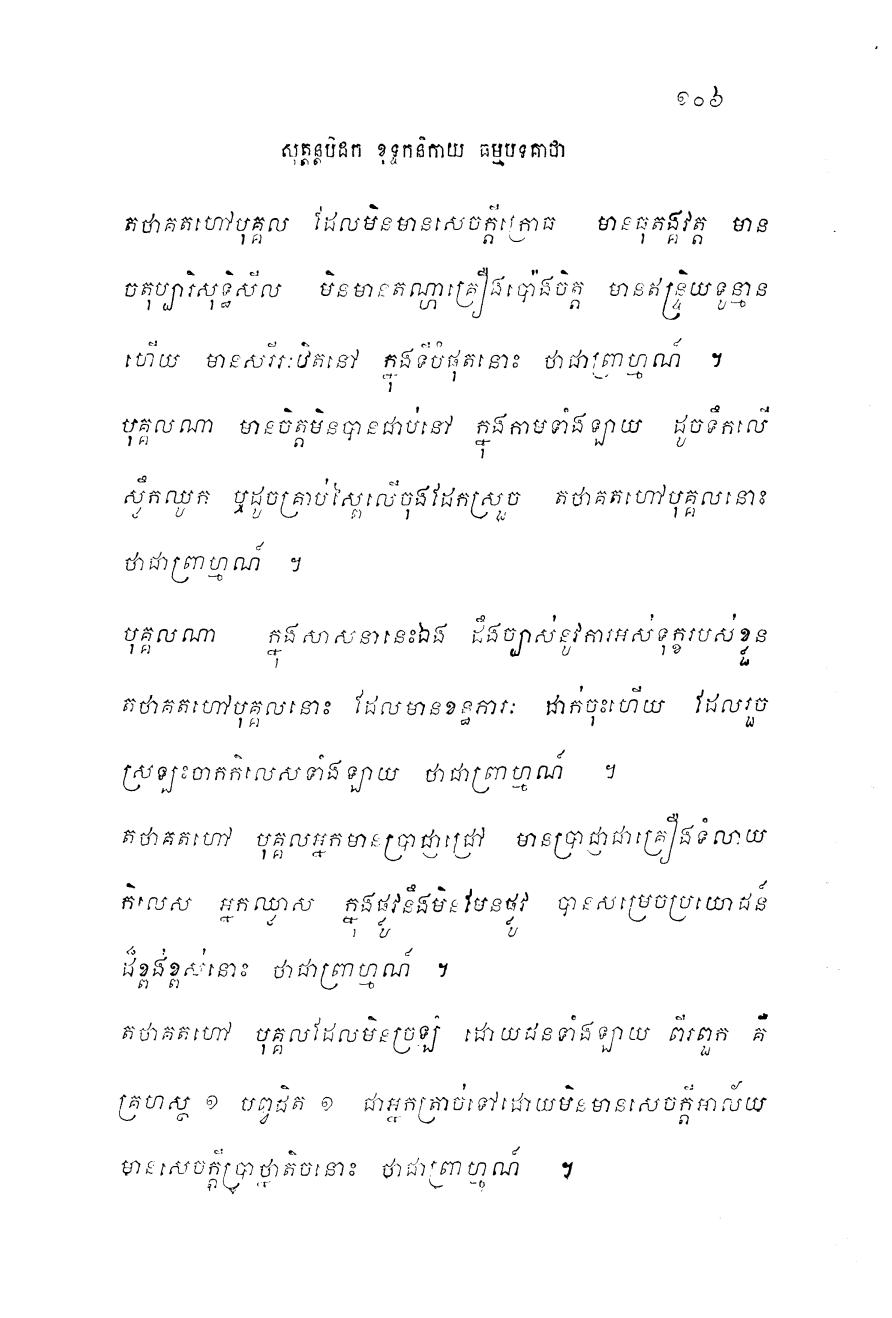 ១០៦
សុត្តន្តបិដក ខុទ្ទកនិកាយ ធម្មបទគាថា
តថាគតហៅបុគ្គល ដែលមិនមានសេចក្តីក្រោធ មានធុតង្គវត្ត មាន
ចតុប្បារិសុទ្ធិសីល មិនមានតណ្ហាគ្រឿងប៉ោងចិត្ត មានឥន្ទ្រិយទូន្មាន
ហើយ មានសរីរៈឋិតនៅ ក្នុងទីបំផុតនោះ ថាជាព្រាហ្មណ៍ ។
បុគ្គលណា មានចិត្តមិនបានជាប់នៅ ក្នុងកាមទាំងឡាយ ដូចទឹកលើ
ស្លឹកឈូក ឬដូចគ្រាប់ស្ពៃលើចុងដែកស្រួច តថាគតហៅបុគ្គលនោះ
ថាជាព្រាហ្មណ៍ ។
បុគ្គលណា ក្នុងសាសនានេះឯង ដឹងច្បាស់នូវការអស់ទុក្ខរបស់ខ្លួន
តថាគតហៅបុគ្គលនោះ ដែលមានខន្ធភារៈ ដាក់ចុះហើយ ដែលរួច
ស្រឡះចាកកិលេសទាំងឡាយ ថាជាព្រាហ្មណ៍ ។
តថាគតហៅ បុគ្គលអ្នកមានប្រាជ្ញាជ្រៅ មានប្រាជ្ញាជាគ្រឿងទំលាយ
កិលេស អ្នកឈ្លាស ក្នុងផ្លូវនឹងមិនមែនផ្លូវ បានសម្រេចប្រយោជន៍
ដ៏ខ្ពង់ខ្ពស់នោះ ថាជាព្រាហ្មណ៍ ។
តថាគតហៅ បុគ្គលដែលមិនច្រឡំ ដោយជនទាំងឡាយ ពីរពួក គឺ
គ្រហស្ថ ១ បព្វជិត ១ ជាអ្នកត្រាច់ទៅដោយមិនមានសេចក្តីអាល័យ
មានសេចក្តីប្រាថ្នាតិចនោះ ថាជាព្រាហ្មណ៍ ។